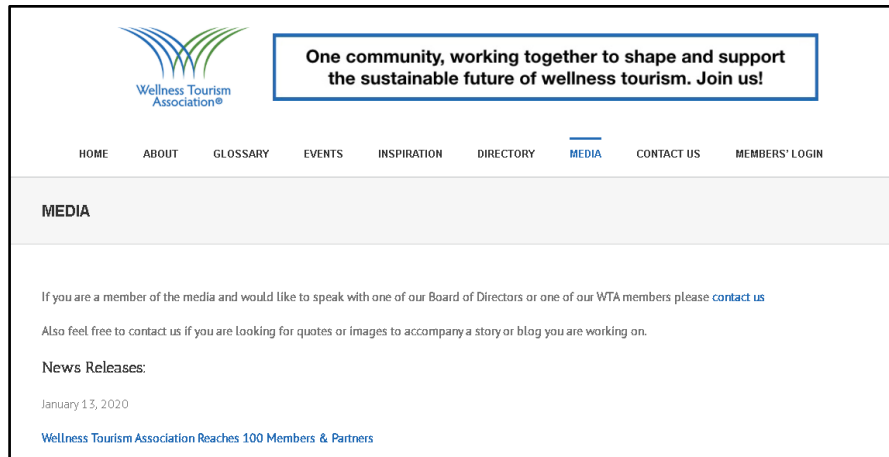 Wellness Tourism
Association®
One community, working together to shape and support
the sustainable future of wellness tourism. Join us!
HOME ABOUT GLOSSARY EVENTS INSPIRATION DIRECTORY MEDIA CONTACT US MEMBERS' LOGIN
MEDIA
If you are a member of the media and would like to speak with one of our Board of Directors or one of our WTA members please contact us
Also feel free to contact us if you are looking for quotes or images to accompany a story or blog you are working on.
News Releases:
January 13, 2020
Wellness Tourism Association Reaches 100 Members & Partners